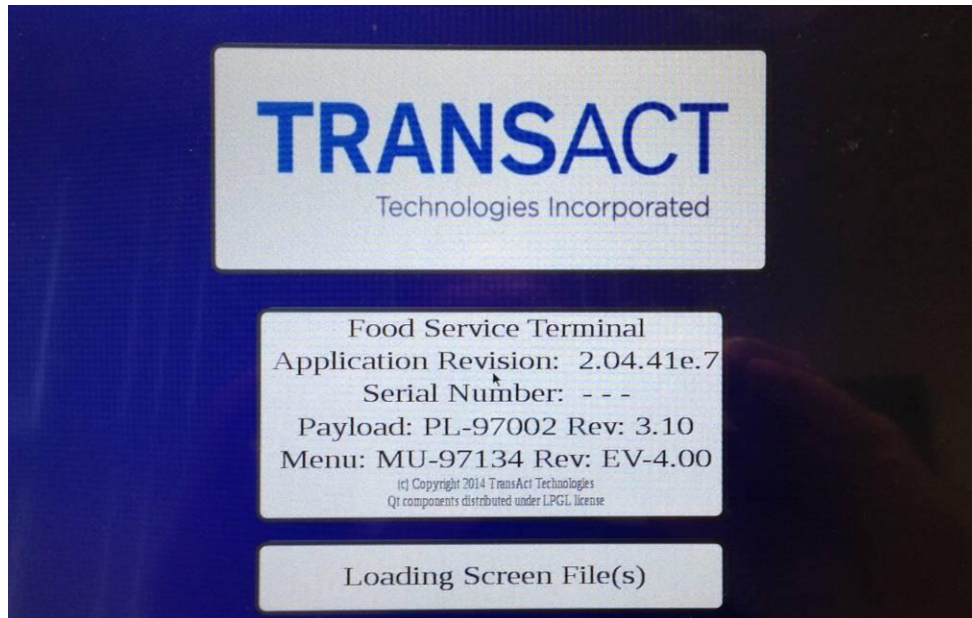 TRANSACT
Technologies Incorporated
Food Service Terminal
Application Revision: 2.04.41e.7
Serial Number: - - -
Payload: PL-97002 Rev: 3.10
Menu: MU-97134 Rev: EV-4.00
(c) Copyright 2014 TransAct Technologies
Qt components distributed under LPGL license
Loading Screen File(s)